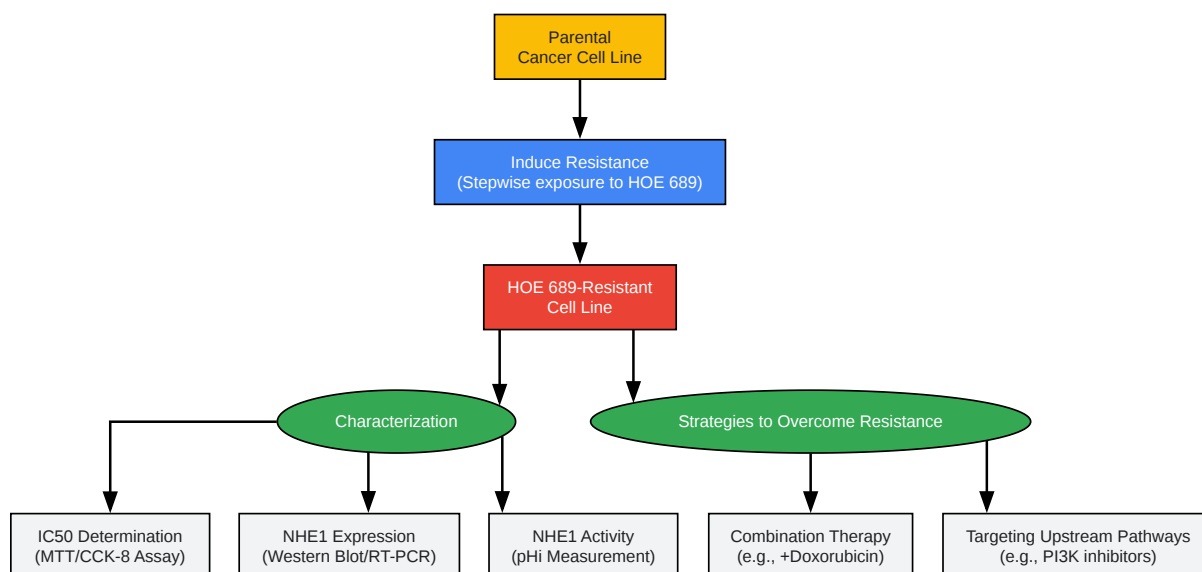 Parental
Cancer Cell Line
Induce Resistance
(Stepwise exposure to HOE 689)
HOE 689-Resistant
Cell Line
Characterization
Strategies to Overcome Resistance
IC50 Determination
(MTT/CCK-8 Assay)
NHE1 Expression
(Western Blot/RT-PCR)
NHE1 Activity
(pHi Measurement)
Combination Therapy
(e.g., +Doxorubicin)
Targeting Upstream Pathways
(e.g., PI3K inhibitors)